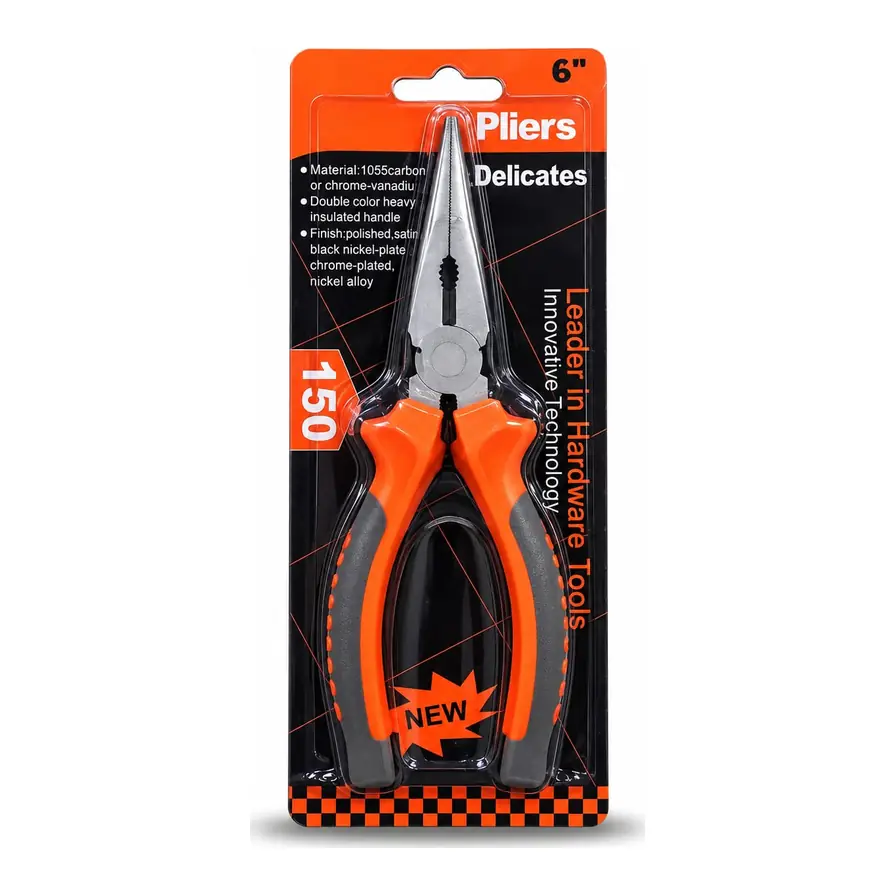 6"
Pliers
Delicates
• Material:1055carbon
or chrome-vanadiu
• Double color heavy
insulated handle
• Finish:polished,satin
black nickel-plate
chrome-plated,
nickel alloy
150
Leader in Hardware Tools
Innovative Technology
NEW